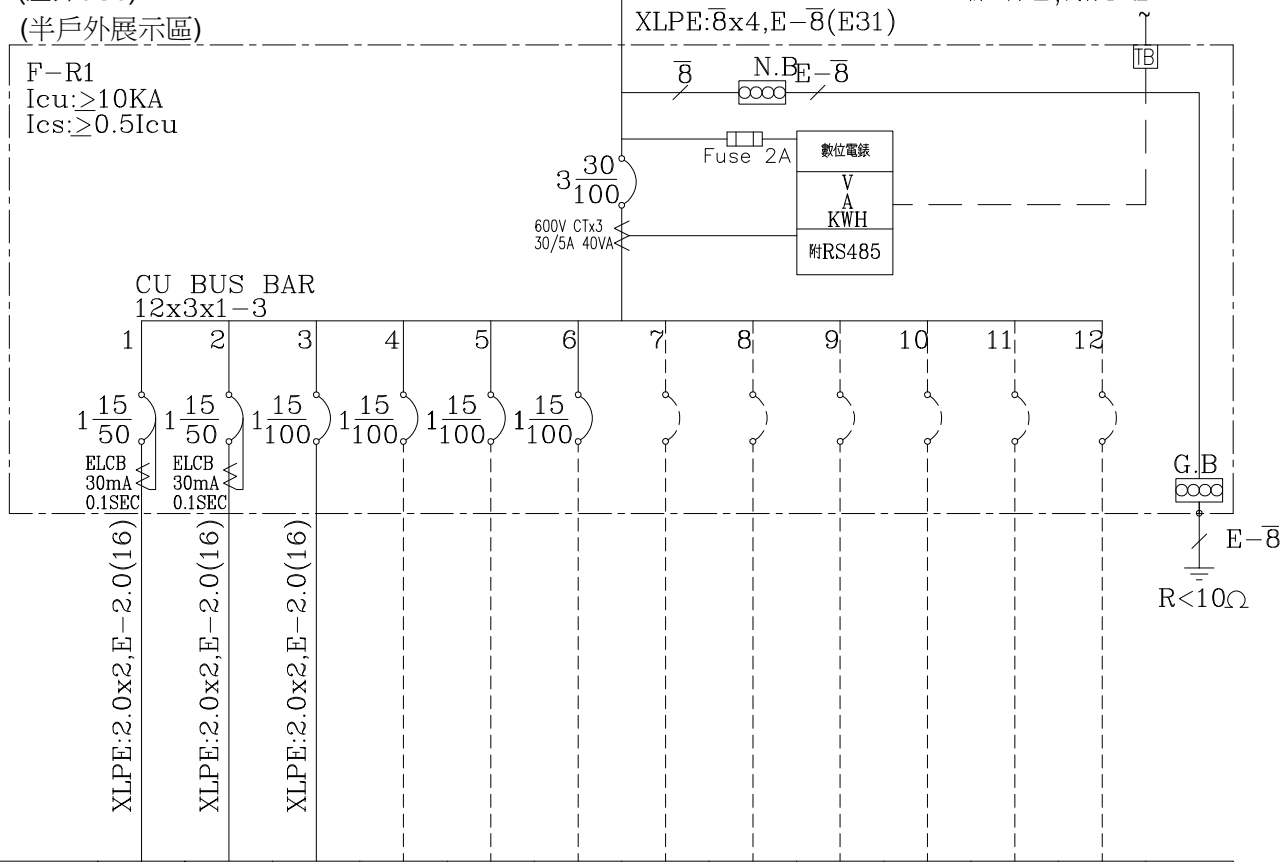 (半戶外展示區)
XLPE:8̅x4,E-8̅(E31)
TB
F-R1
Icu:≥10KA
Ics:≥0.5Icu
8̅
N.B
E-8̅
Fuse 2A
數位電錶
V
A
KWH
附RS485
3 30/100
600V CTx3
30/5A 40VA
CU BUS BAR
12x3x1-3
1
2
3
4
5
6
7
8
9
10
11
12
1 15/50
1 15/50
1 15/100
1 15/100
1 15/100
1 15/100
ELCB
30mA
0.1SEC
ELCB
30mA
0.1SEC
G.B
E-8̅
R<10Ω
XLPE:2.0x2,E-2.0(16)
XLPE:2.0x2,E-2.0(16)
XLPE:2.0x2,E-2.0(16)